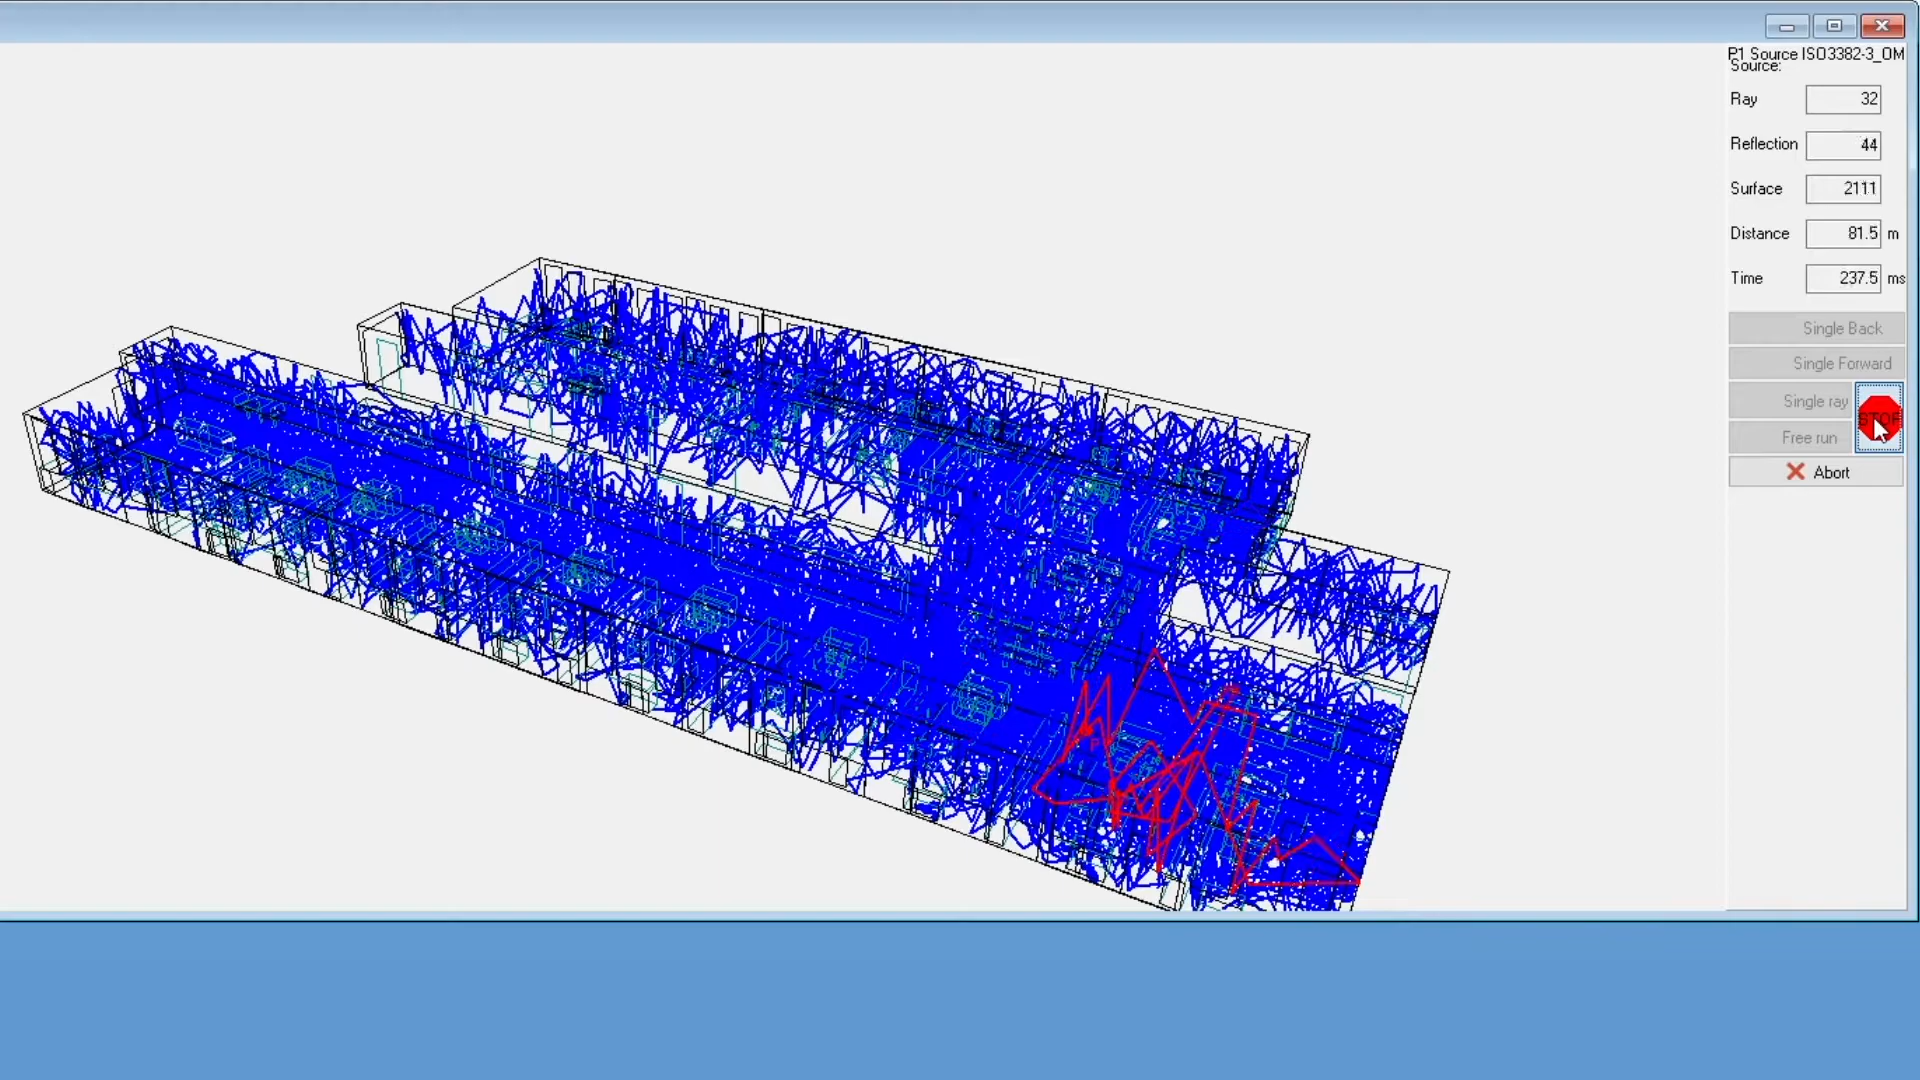 P1 Source ISO3382-3_OM
Source:
Ray 32
Reflection 44
Surface 2111
Distance 81.5 m
Time 237.5 ms
Single Back
Single Forward
Single ray
STOP
Free run
Abort